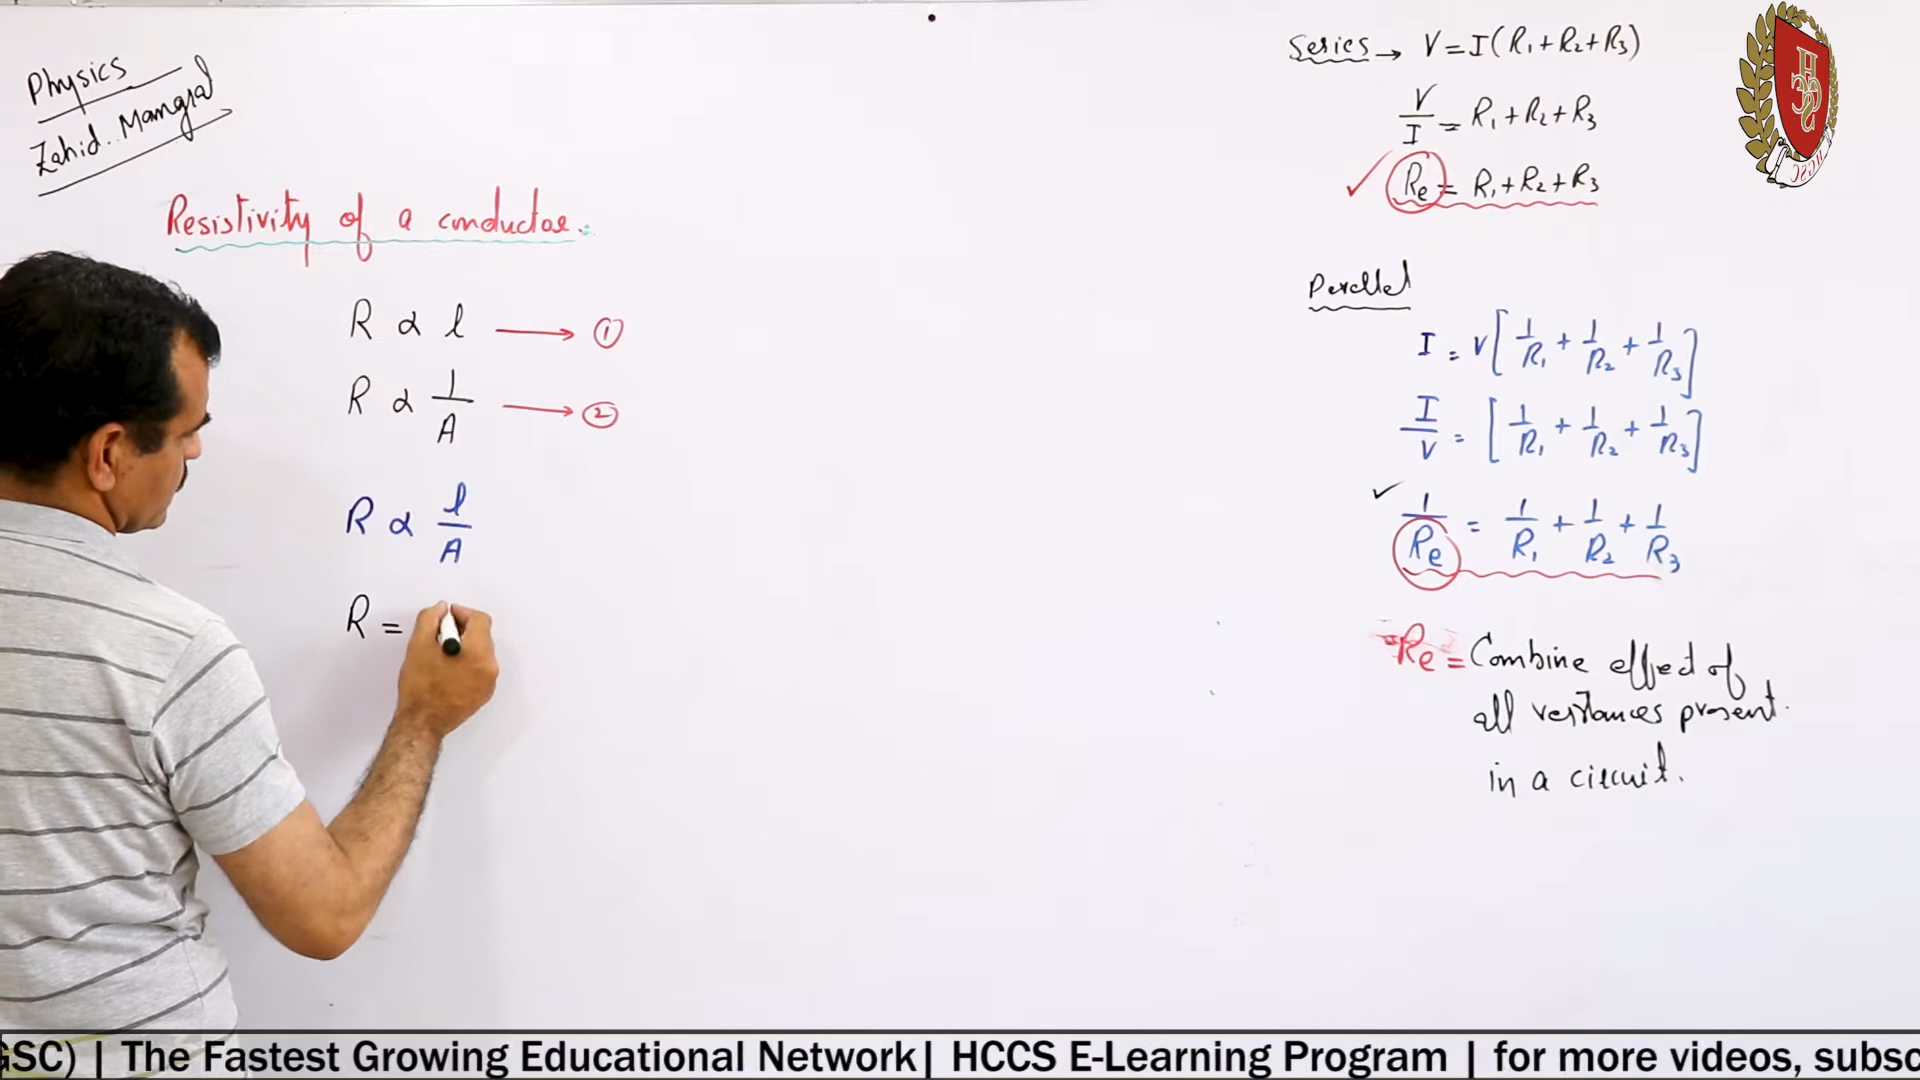 Physics
Zahid. Mamgral
Resistivity of a conductor.
R ∝ l → ①
R ∝ 1/A → ②
R ∝ l/A
R =
Series → V = I(R₁+R₂+R₃)
V/I = R₁+R₂+R₃
✓ Re = R₁+R₂+R₃
Parellel
I = V[1/R₁ + 1/R₂ + 1/R₃]
I/V = [1/R₁ + 1/R₂ + 1/R₃]
✓ 1/Re = 1/R₁ + 1/R₂ + 1/R₃
Re = Combine effect of
all present.
in a circuit.
GSC) | The Fastest Growing Educational Network| HCCS E-Learning Program | for more videos, subsc